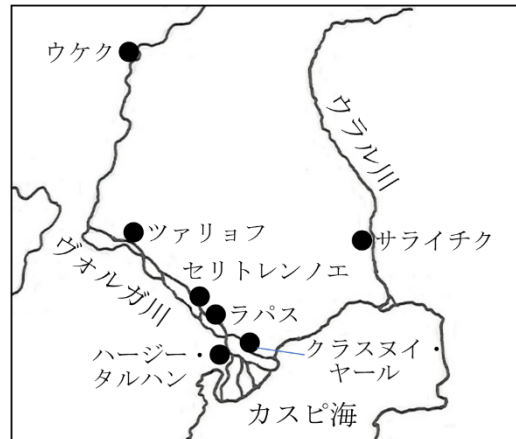 ウケク
ウラル川
ツァリョフ
サライチク
ヴォルガ川
セリトレンノエ
ラパス
ハージー・
タルハン
クラスヌイ・
ヤール
カスピ海